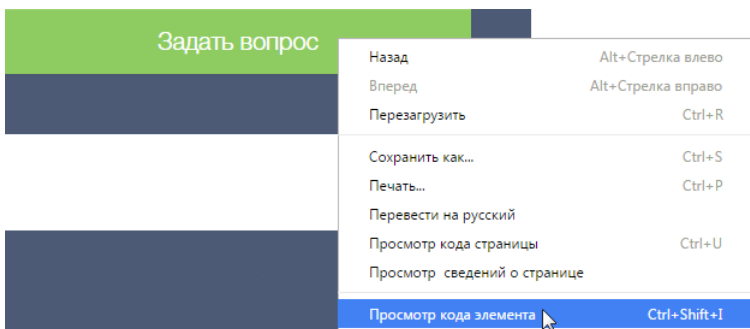 Задать вопрос
Назад Alt+Стрелка влево
Вперед Alt+Стрелка вправо
Перезагрузить Ctrl+R
Сохранить как... Ctrl+S
Печать... Ctrl+P
Перевести на русский
Просмотр кода страницы Ctrl+U
Просмотр сведений о странице
Просмотр кода элемента Ctrl+Shift+I